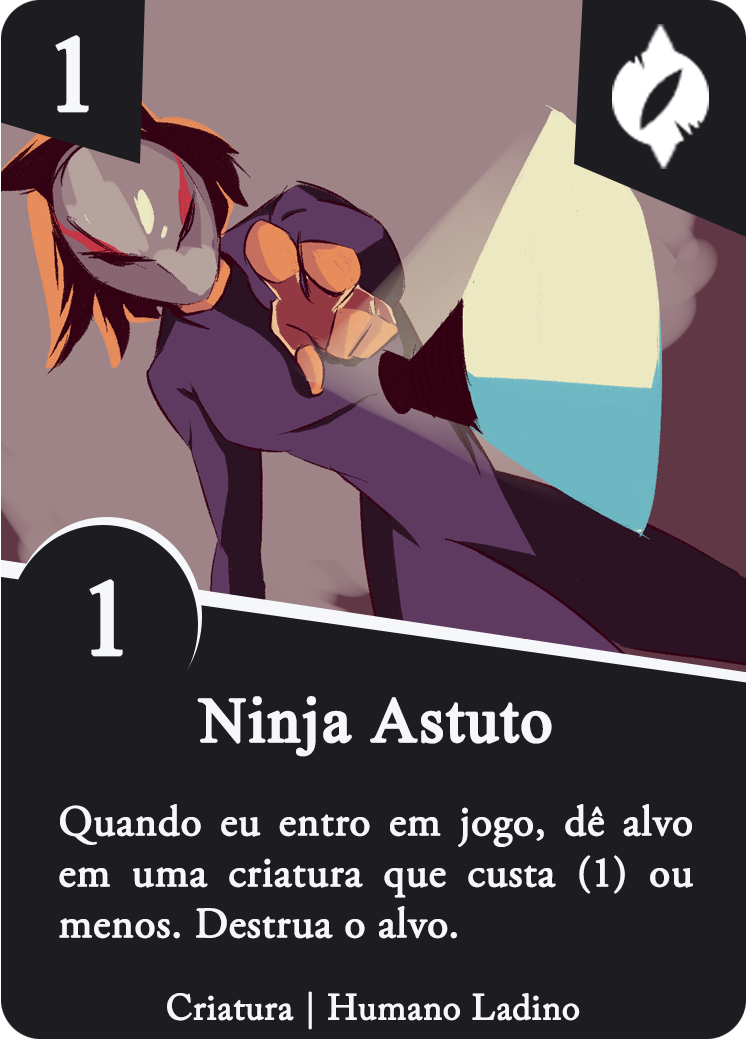 1
1
Ninja Astuto
Quando eu entro em jogo, dê alvo
em uma criatura que custa (1) ou
menos. Destrua o alvo.
Criatura | Humano Ladino